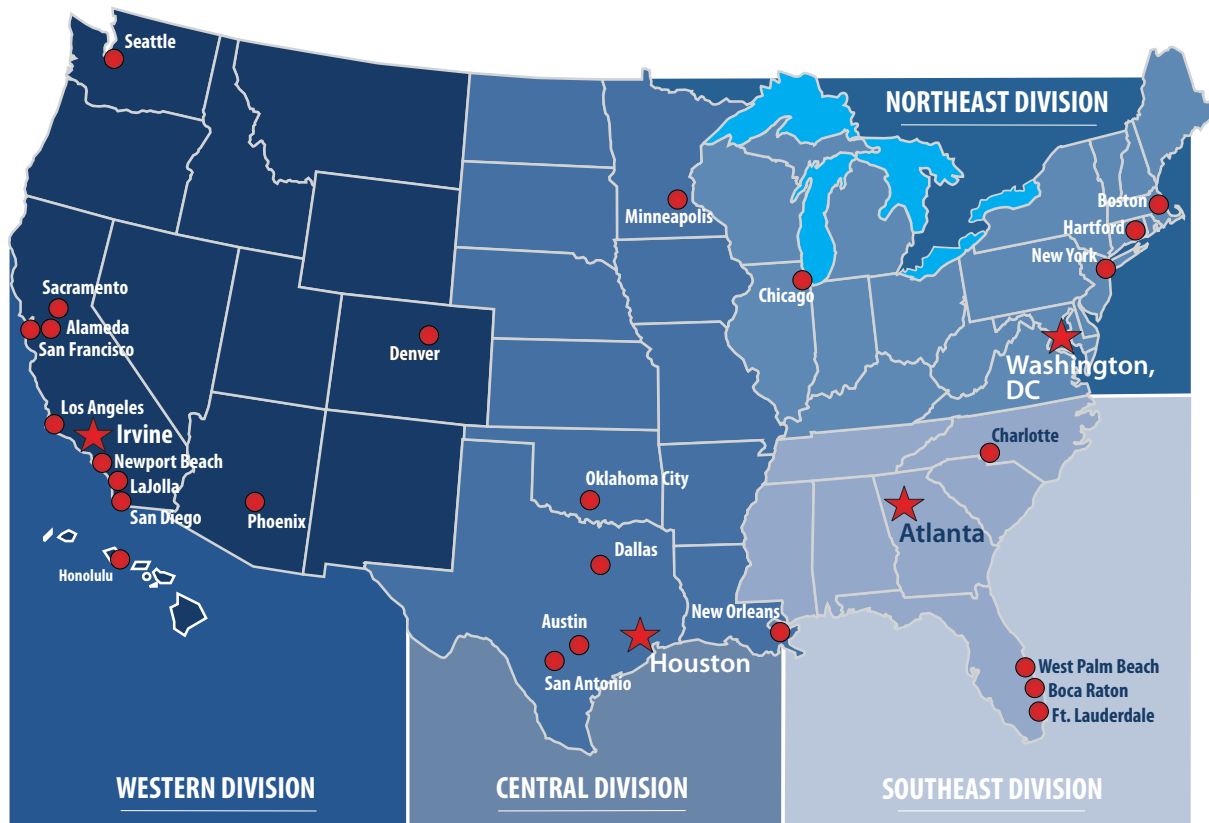 Seattle
NORTHEAST DIVISION
Minneapolis
Boston
Hartford
New York
Chicago
Sacramento
Alameda
San Francisco
Denver
Washington,
DC
Los Angeles
Irvine
Newport Beach
LaJolla
San Diego
Phoenix
Oklahoma City
Charlotte
Atlanta
Dallas
Honolulu
New Orleans
Austin
Houston
San Antonio
West Palm Beach
Boca Raton
Ft. Lauderdale
WESTERN DIVISION
CENTRAL DIVISION
SOUTHEAST DIVISION